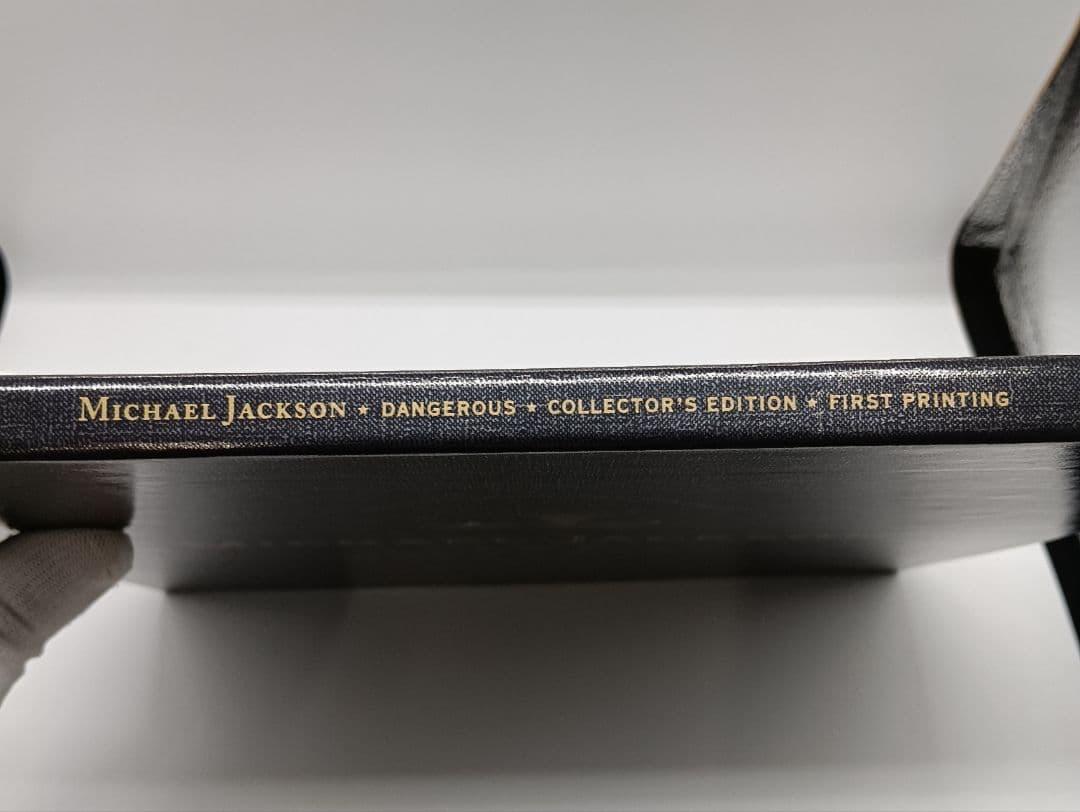 MICHAEL JACKSON ★ DANGEROUS ★ COLLECTOR'S EDITION ★ FIRST PRINTING